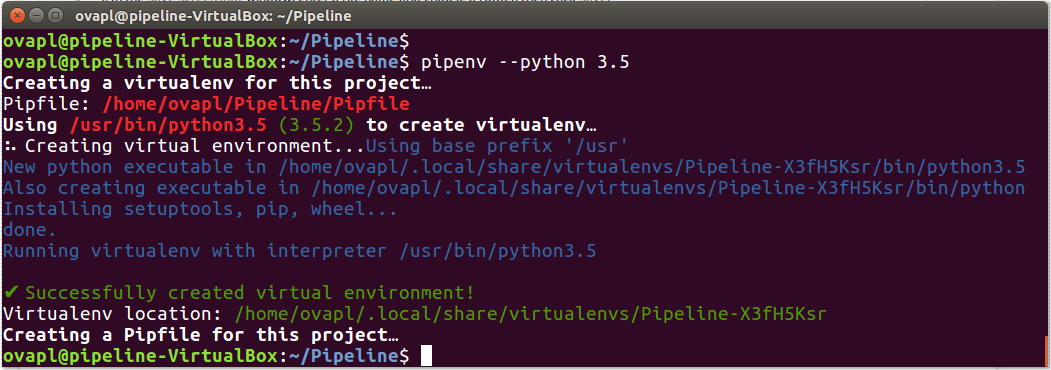 ovapl@pipeline-VirtualBox: ~/Pipeline
ovapl@pipeline-VirtualBox:~/Pipeline$
ovapl@pipeline-VirtualBox:~/Pipeline$ pipenv --python 3.5
Creating a virtualenv for this project…
Pipfile: /home/ovapl/Pipeline/Pipfile
Using /usr/bin/python3.5 (3.5.2) to create virtualenv…
⠦ Creating virtual environment...Using base prefix '/usr'
New python executable in /home/ovapl/.local/share/virtualenvs/Pipeline-X3fH5Ksr/bin/python3.5
Also creating executable in /home/ovapl/.local/share/virtualenvs/Pipeline-X3fH5Ksr/bin/python
Installing setuptools, pip, wheel...
done.
Running virtualenv with interpreter /usr/bin/python3.5
✔ Successfully created virtual environment!
Virtualenv location: /home/ovapl/.local/share/virtualenvs/Pipeline-X3fH5Ksr
Creating a Pipfile for this project…
ovapl@pipeline-VirtualBox:~/Pipeline$